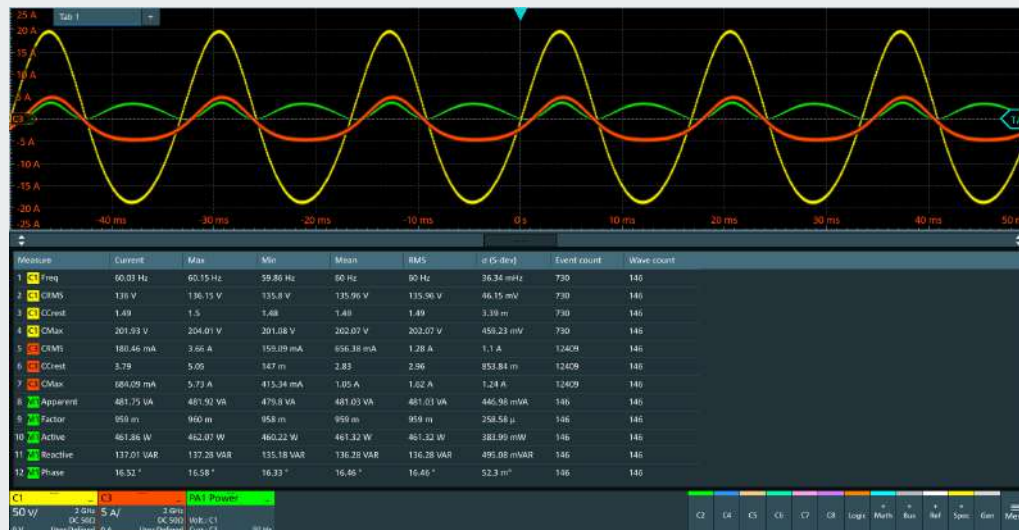 25 A
Tab 1 +
20 A
15 A
10 A
5 A
C3
-5 A
-10 A
-15 A
-20 A
-25 A
-40 ms -30 ms -20 ms -10 ms 0 s 10 ms 20 ms 30 ms 40 ms 50 m
Measure Current Max Min Mean RMS σ (S-dev) Event count Wave count
1 C1 Freq 60.03 Hz 60.15 Hz 59.86 Hz 60 Hz 60 Hz 36.34 mHz 730 146
2 C1 CRMS 136 V 136.15 V 135.8 V 135.96 V 135.96 V 46.15 mV 730 146
3 C1 CCrest 1.49 1.5 1.48 1.49 1.49 3.39 m 730 146
4 C1 CMax 201.93 V 204.01 V 201.08 V 202.07 V 202.07 V 459.23 mV 730 146
5 C3 CRMS 180.46 mA 3.66 A 159.09 mA 656.38 mA 1.28 A 1.1 A 12409 146
6 C3 CCrest 3.79 5.05 147 m 2.83 2.96 853.84 m 12409 146
7 C3 CMax 684.09 mA 5.73 A 415.34 mA 1.05 A 1.62 A 1.24 A 12409 146
8 M1 Apparent 481.75 VA 481.92 VA 479.8 VA 481.03 VA 481.03 VA 446.98 mVA 146 146
9 M1 Factor 959 m 960 m 958 m 959 m 959 m 258.58 µ 146 146
10 M1 Active 461.86 W 462.07 W 460.22 W 461.32 W 461.32 W 383.99 mW 146 146
11 M1 Reactive 137.01 VAR 137.28 VAR 135.18 VAR 136.28 VAR 136.28 VAR 495.08 mVAR 146 146
12 M1 Phase 16.52 ° 16.58 ° 16.33 ° 16.46 ° 16.46 ° 52.3 m° 146 146
C1 C3 PA1 Power
50 V/ 2 GHz 5 A/ 2 GHz
DC 50Ω DC 50Ω Volt.: C1
C2 C4 C5 C6 C7 C8 Logic Math Bus Ref Spec Gen Me